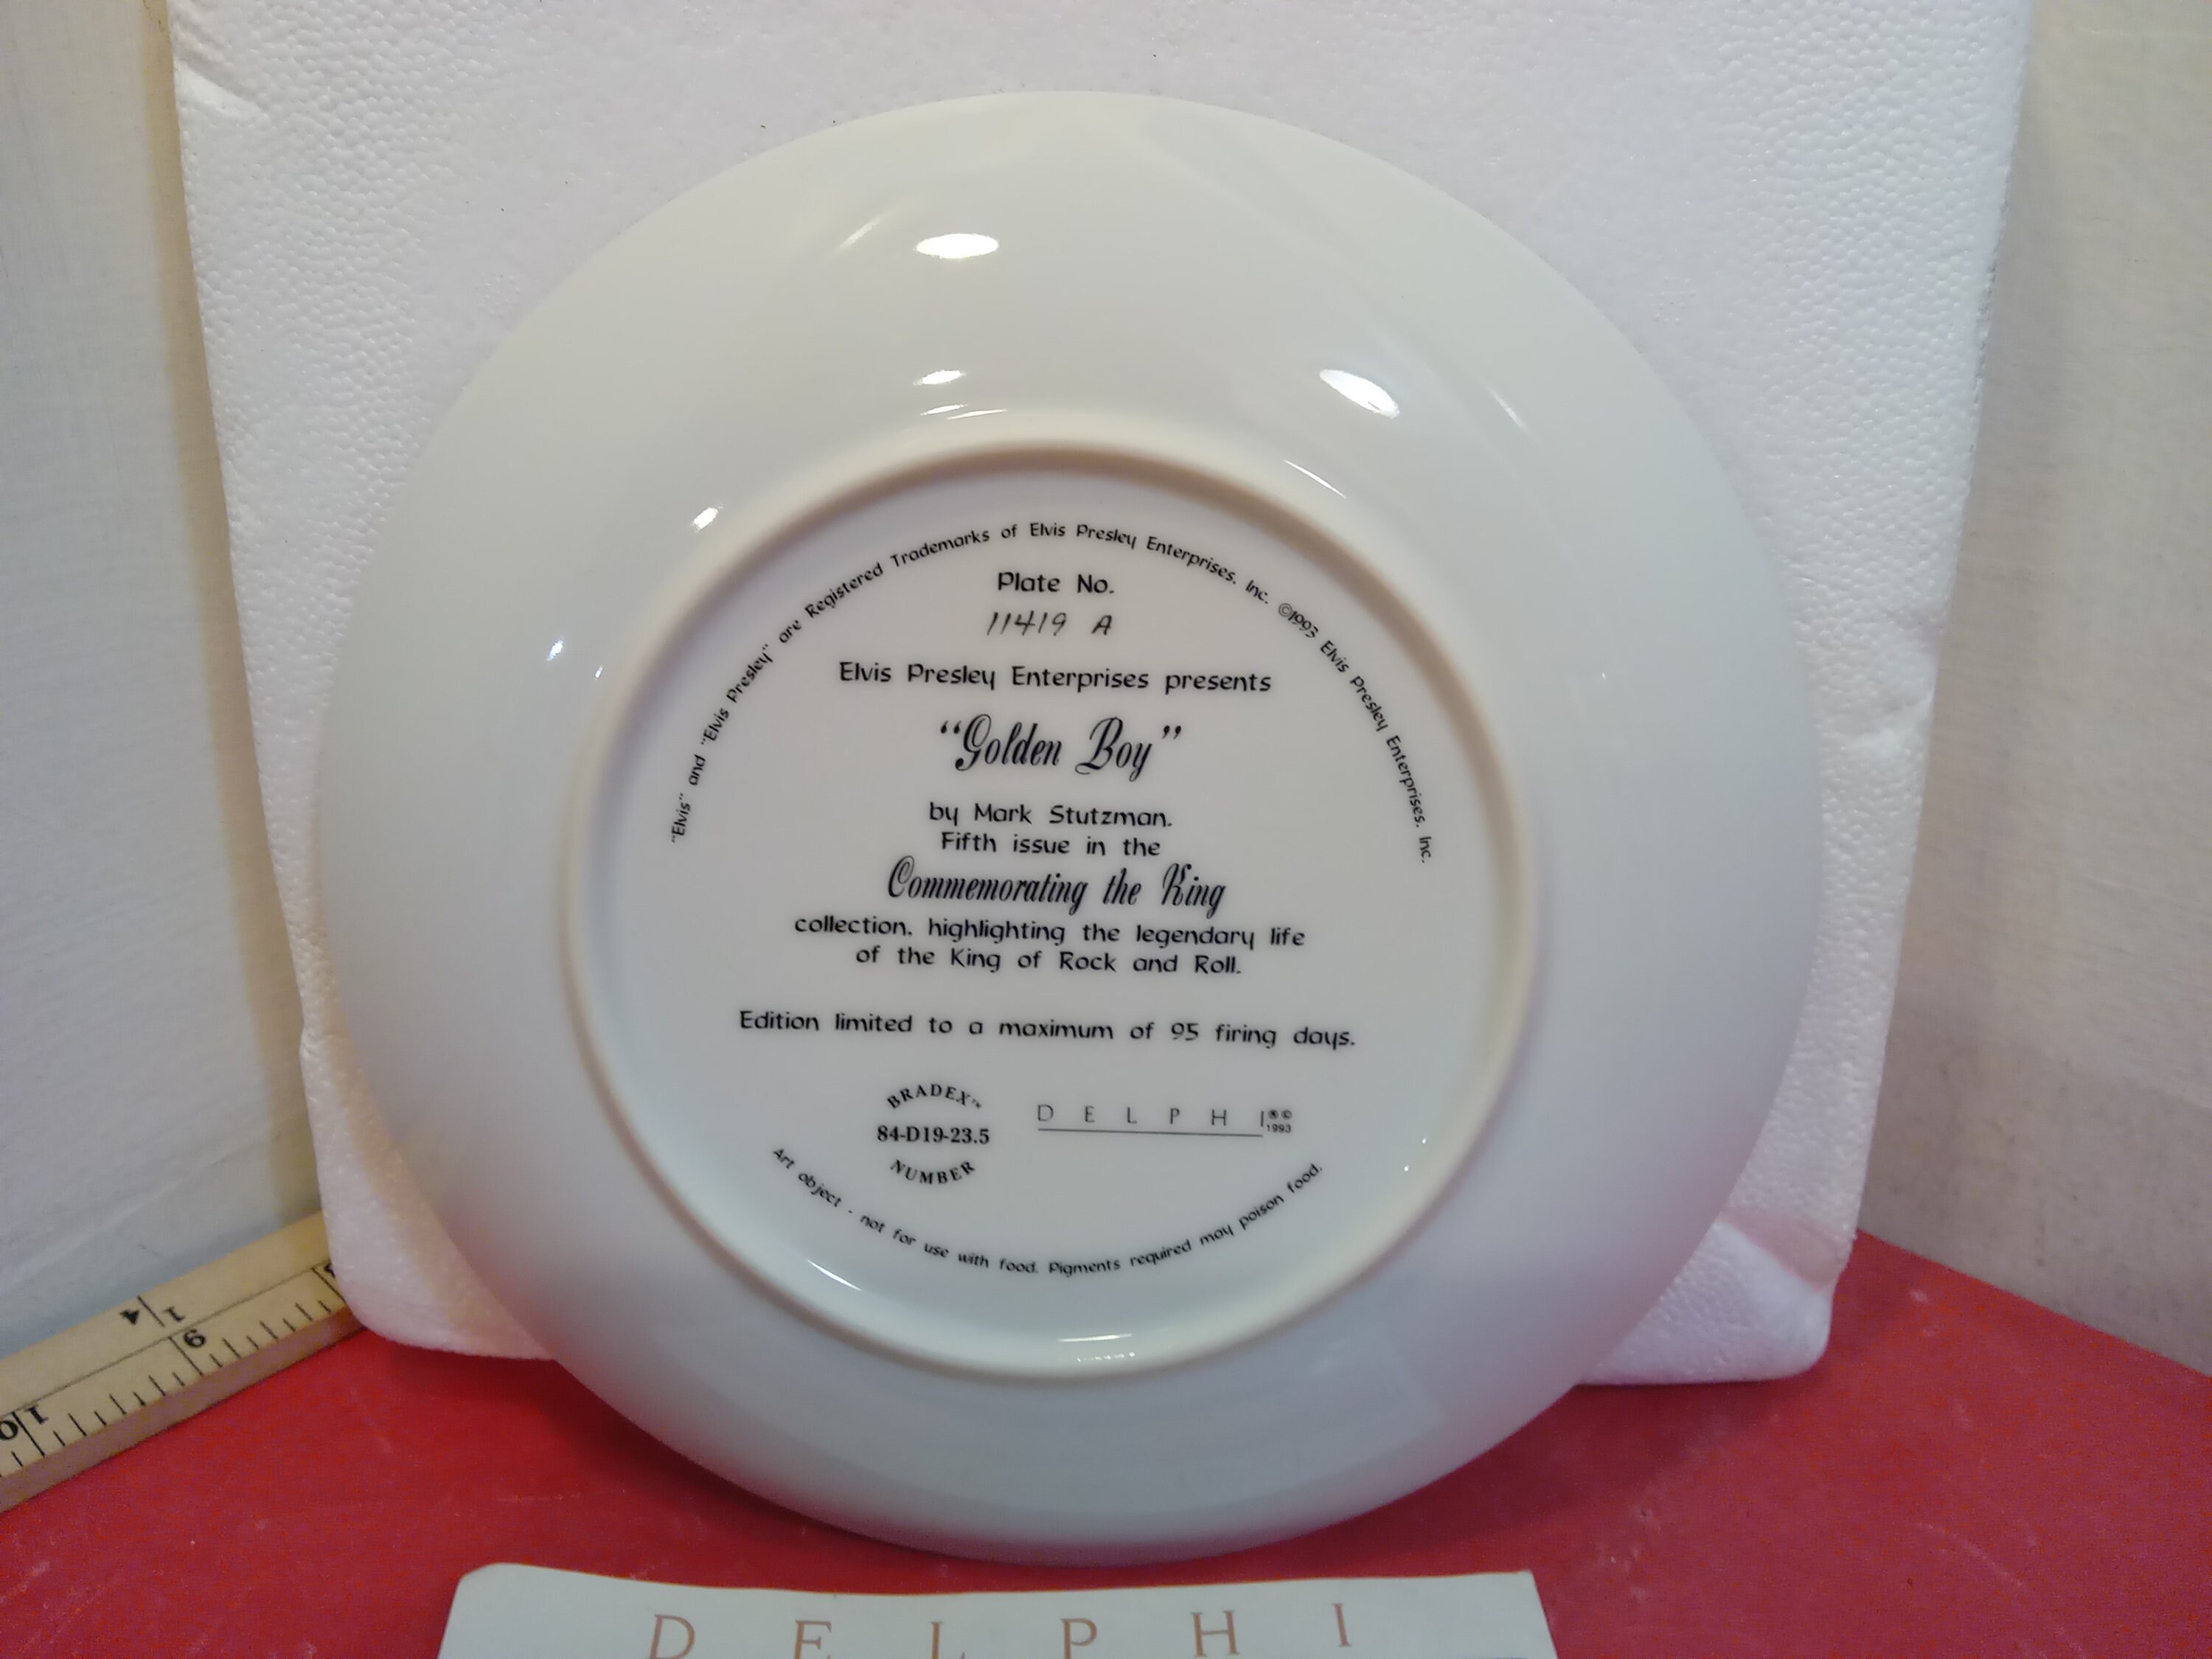 "Elvis" and "Elvis Presley" are Registered Trademarks of Elvis Presley Enterprises, Inc. ©1993 Elvis Presley Enterprises, Inc.
Plate No.
11419 A
Elvis Presley Enterprises presents
"Golden Boy"
by Mark Stutzman.
Fifth issue in the
Commemorating the King
collection, highlighting the legendary life
of the King of Rock and Roll.
Edition limited to a maximum of 95 firing days.
BRADEX™
84-D19-23.5
NUMBER
DELPHI®©
1993
Art object - not for use with food. Pigments required may poison food.
14
9
10
DELPHI